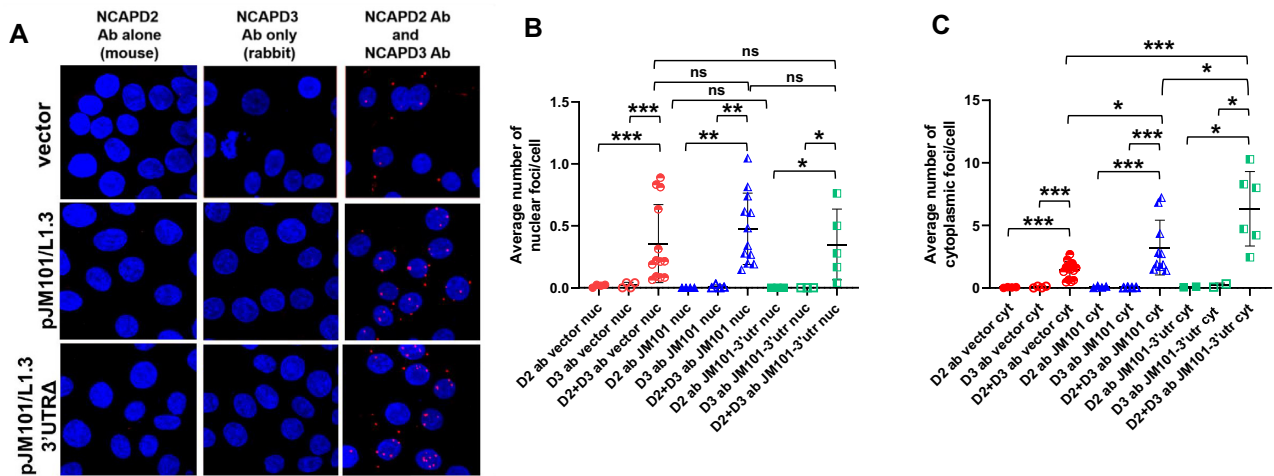 A
NCAPD2
Ab alone
(mouse)
NCAPD3
Ab only
(rabbit)
NCAPD2 Ab
and
NCAPD3 Ab
vector
pJM101/L1.3
pJM101/L1.3
3'UTRΔ
B
ns
ns
ns
ns
***
***
**
**
*
*
Average number of
nuclear foci/cell
1.5
1.0
0.5
0.0
D2 ab vector nuc
D3 ab vector nuc
D2+D3 ab vector nuc
D2 ab JM101 nuc
D3 ab JM101 nuc
D2+D3 ab JM101 nuc
D2 ab JM101-3'utr nuc
D3 ab JM101-3'utr nuc
D2+D3 ab JM101-3'utr nuc
C
***
*
*
*
***
***
*
***
***
Average number of
cytoplasmic foci/cell
15
10
5
0
D2 ab vector cyt
D3 ab vector cyt
D2+D3 ab vector cyt
D2 ab JM101 cyt
D3 ab JM101 cyt
D2+D3 ab JM101 cyt
D2 ab JM101-3'utr cyt
D3 ab JM101-3'utr cyt
D2+D3 ab JM101-3'utr cyt